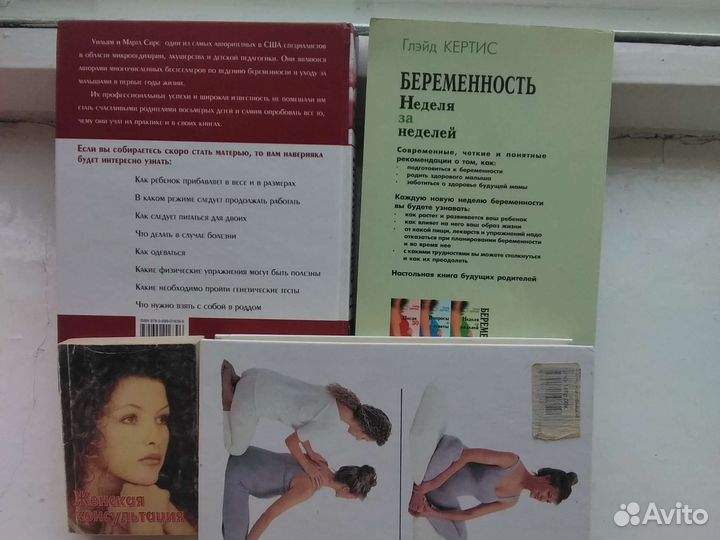 Уильям и Марта Сирс одни из самых авторитетных в США специалистов
в области микропедиатрии, акушерства и детской педагогики. Они являются
авторами многочисленных бестселлеров по ведению беременности и уходу за
малышами в первые годы жизни.
Их профессиональные успехи и широкая известность не помешали им
стать счастливыми родителями восьмерых детей и самим опробовать все то,
чему они учат на практике и в своих книгах.
Если вы собираетесь скоро стать матерью, то вам наверняка
будет интересно узнать:
Как ребенок прибавляет в весе и в размерах
В каком режиме следует продолжать работать
Как следует питаться для двоих
Что делать в случае болезни
Как одеваться
Какие физические упражнения могут быть полезны
Какие необходимо пройти генетические тесты
Что нужно взять с собой в роддом
Глэйд КЕРТИС
БЕРЕМЕННОСТЬ
Неделя
за
неделей
Современные, четкие и понятные
рекомендации о том, как:
• подготовиться к беременности
• родить здорового малыша
• заботиться о здоровье будущей мамы
Каждую новую неделю беременности
вы будете узнавать:
• как растет и развивается ваш ребенок
• как влияет на него ваш образ жизни
• от какой пищи, лекарств и упражнений надо
отказаться при планировании беременности
и во время нее
• с какими трудностями вы можете столкнуться
и как их преодолеть
Настольная книга будущих родителей
После 30
Вопросы ответы
Неделя за неделей
Женская
консультация
Avito